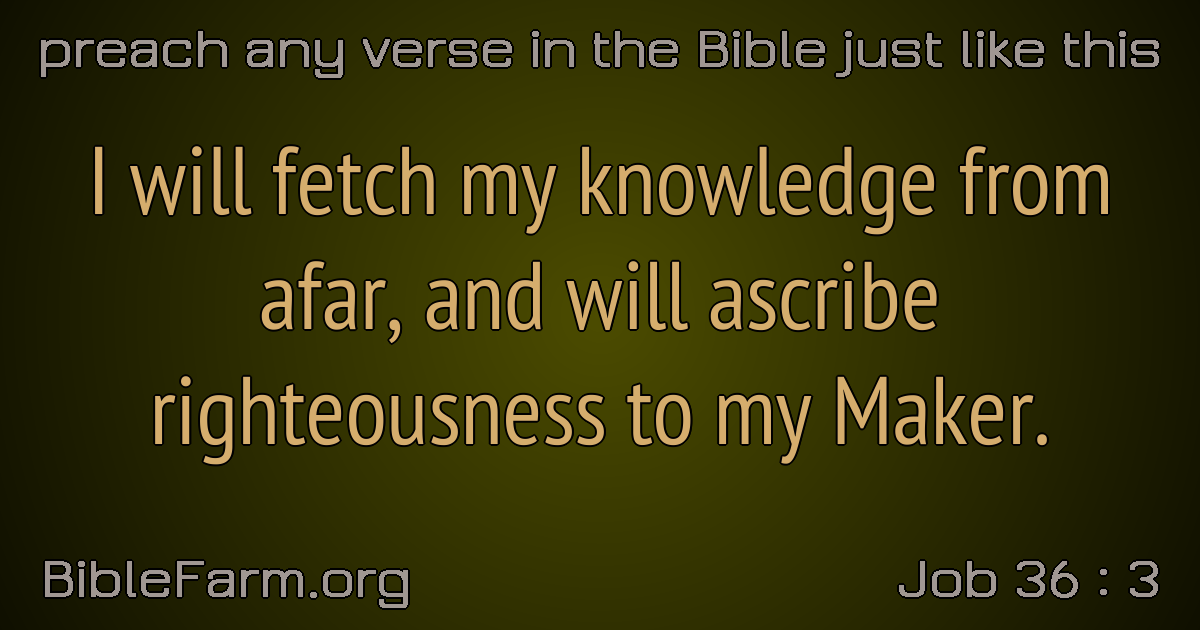 preach any verse in the Bible just like this
I will fetch my knowledge from
afar, and will ascribe
righteousness to my Maker.
BibleFarm.org
Job 36 : 3